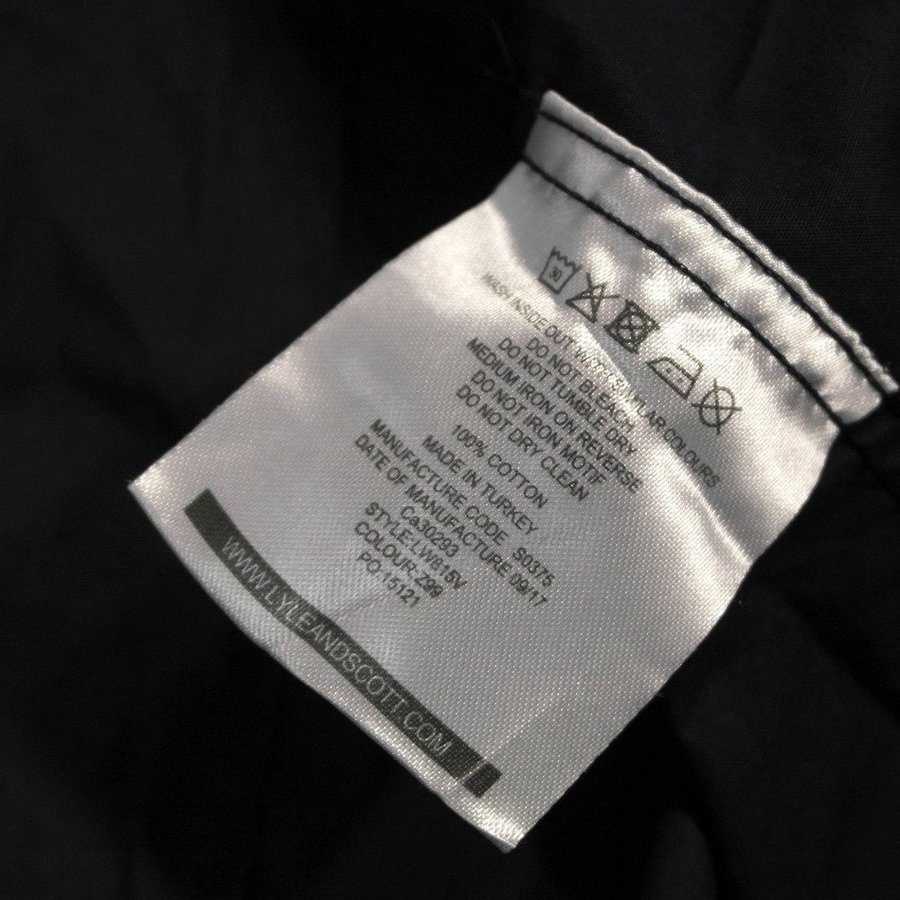 30
WASH INSIDE OUT WITH SIMILAR COLOURS
DO NOT BLEACH
DO NOT TUMBLE DRY
MEDIUM IRON ON REVERSE
DO NOT IRON MOTIF
DO NOT DRY CLEAN
100% COTTON
MADE IN TURKEY
MANUFACTURE CODE S0375
DATE OF MANUFACTURE 09/17
Ca30293
STYLE:LW815V
COLOUR:Z99
PO:15121
WWW.LYLEANDSCOTT.COM